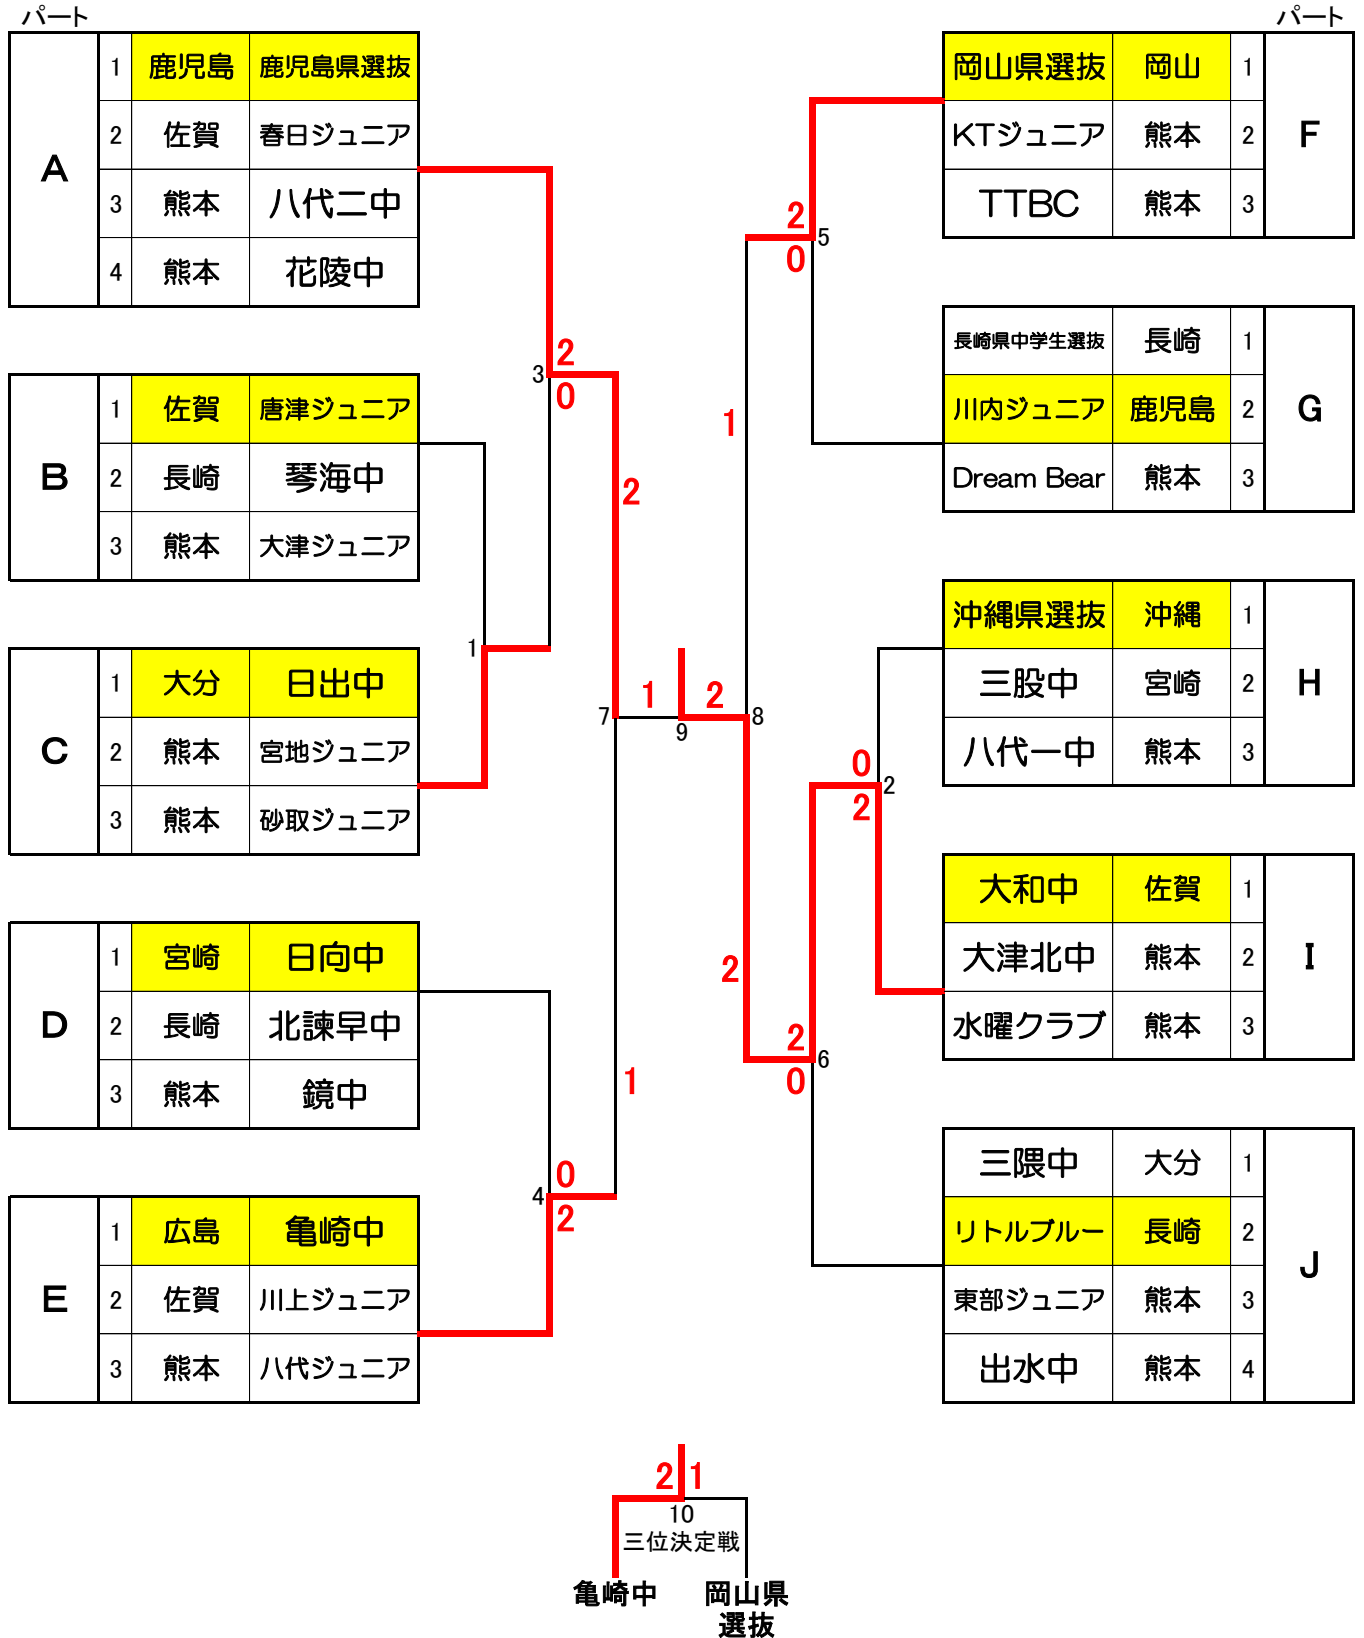 パート
A
1 鹿児島 鹿児島県選抜
2 佐賀 春日ジュニア
3 熊本 八代二中
4 熊本 花陵中
B
1 佐賀 唐津ジュニア
2 長崎 琴海中
3 熊本 大津ジュニア
C
1 大分 日出中
2 熊本 宮地ジュニア
3 熊本 砂取ジュニア
D
1 宮崎 日向中
2 長崎 北諫早中
3 熊本 鏡中
E
1 広島 亀崎中
2 佐賀 川上ジュニア
3 熊本 八代ジュニア
3
2
0
1
2
7
1
1
4
0
2
9
2
8
1
2
2
0
5
0
2
2
2
0
6
パート
F
岡山県選抜 岡山 1
KTジュニア 熊本 2
TTBC 熊本 3
G
長崎県中学生選抜 長崎 1
川内ジュニア 鹿児島 2
Dream Bear 熊本 3
H
沖縄県選抜 沖縄 1
三股中 宮崎 2
八代一中 熊本 3
I
大和中 佐賀 1
大津北中 熊本 2
水曜クラブ 熊本 3
J
三隈中 大分 1
リトルブルー 長崎 2
東部ジュニア 熊本 3
出水中 熊本 4
2 1
10
三位決定戦
亀崎中
岡山県
選抜